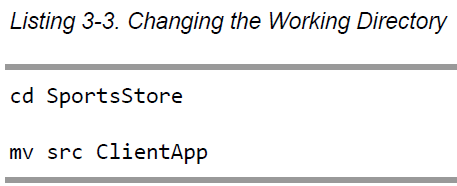 Listing 3-3. Changing the Working Directory
cd SportsStore
mv src ClientApp